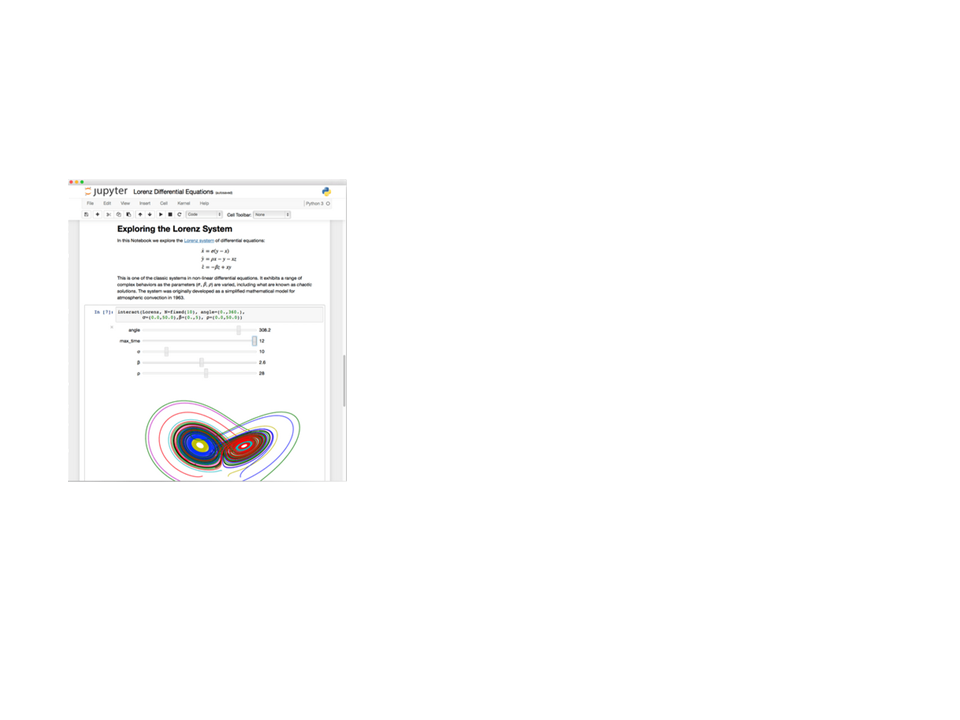 jupyter Lorenz Differential Equations (autosaved)
File Edit View Insert Cell Kernel Help Python 3
Code Cell Toolbar: None
Exploring the Lorenz System
In this Notebook we explore the Lorenz system of differential equations:
ẋ = σ(y − x)
ẏ = ρx − y − xz
ż = −βz + xy
This is one of the classic systems in non-linear differential equations. It exhibits a range of
complex behaviors as the parameters (σ, β, ρ) are varied, including what are known as chaotic
solutions. The system was originally developed as a simplified mathematical model for
atmospheric convection in 1963.
In [7]: interact(Lorenz, N=fixed(10), angle=(0.,360.),
σ=(0.0,50.0),β=(0.,5), ρ=(0.0,50.0))
angle 308.2
max_time 12
σ 10
β 2.6
ρ 28